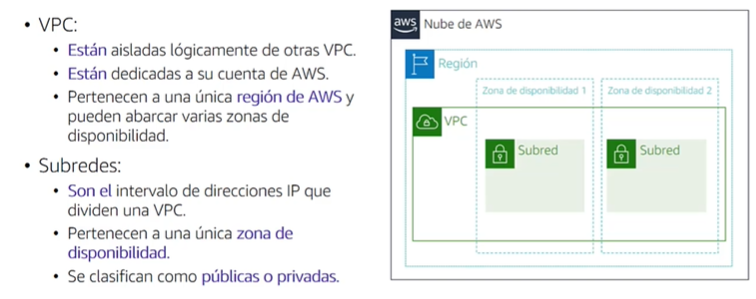 • VPC:
• Están aisladas lógicamente de otras VPC.
• Están dedicadas a su cuenta de AWS.
• Pertenecen a una única región de AWS y
pueden abarcar varias zonas de
disponibilidad.
• Subredes:
• Son el intervalo de direcciones IP que
dividen una VPC.
• Pertenecen a una única zona de
disponibilidad.
• Se clasifican como públicas o privadas.
aws Nube de AWS
Región
Zona de disponibilidad 1
Zona de disponibilidad 2
VPC
Subred
Subred